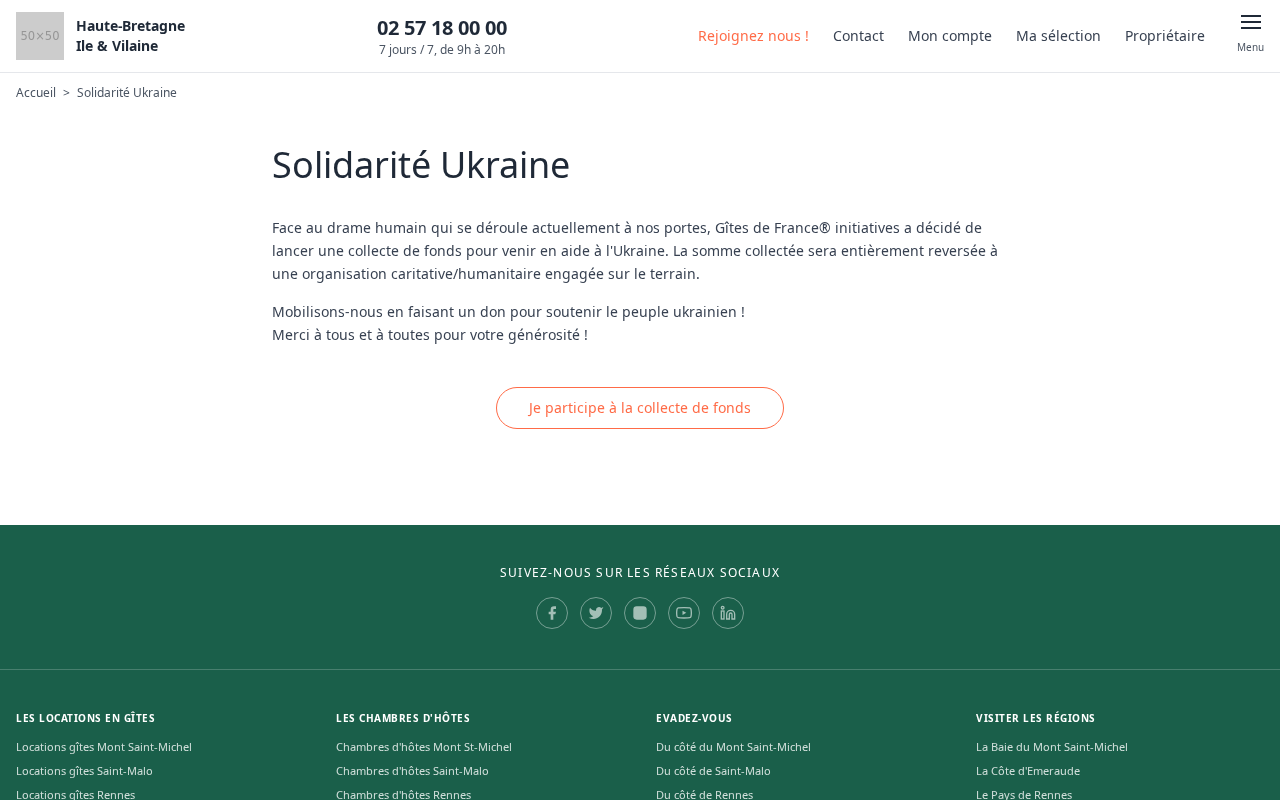 50×50
Haute-Bretagne
Ile & Vilaine
02 57 18 00 00
7 jours / 7, de 9h à 20h
Rejoignez nous !
Contact
Mon compte
Ma sélection
Propriétaire
Menu
Accueil > Solidarité Ukraine
Solidarité Ukraine
Face au drame humain qui se déroule actuellement à nos portes, Gîtes de France® initiatives a décidé de
lancer une collecte de fonds pour venir en aide à l'Ukraine. La somme collectée sera entièrement reversée à
une organisation caritative/humanitaire engagée sur le terrain.
Mobilisons-nous en faisant un don pour soutenir le peuple ukrainien !
Merci à tous et à toutes pour votre générosité !
Je participe à la collecte de fonds
SUIVEZ-NOUS SUR LES RÉSEAUX SOCIAUX
LES LOCATIONS EN GÎTES
Locations gîtes Mont Saint-Michel
Locations gîtes Saint-Malo
Locations gîtes Rennes
LES CHAMBRES D'HÔTES
Chambres d'hôtes Mont St-Michel
Chambres d'hôtes Saint-Malo
Chambres d'hôtes Rennes
EVADEZ-VOUS
Du côté du Mont Saint-Michel
Du côté de Saint-Malo
Du côté de Rennes
VISITER LES RÉGIONS
La Baie du Mont Saint-Michel
La Côte d'Emeraude
Le Pays de Rennes